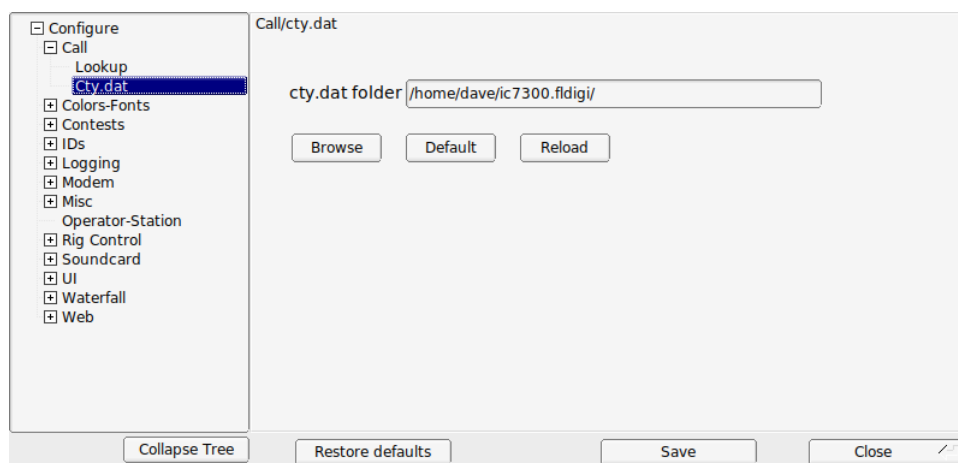 Configure
Call
Lookup
Cty.dat
Colors-Fonts
Contests
IDs
Logging
Modem
Misc
Operator-Station
Rig Control
Soundcard
UI
Waterfall
Web
Collapse Tree
Call/cty.dat
cty.dat folder /home/dave/ic7300.fldigi/
Browse Default Reload
Restore defaults Save Close